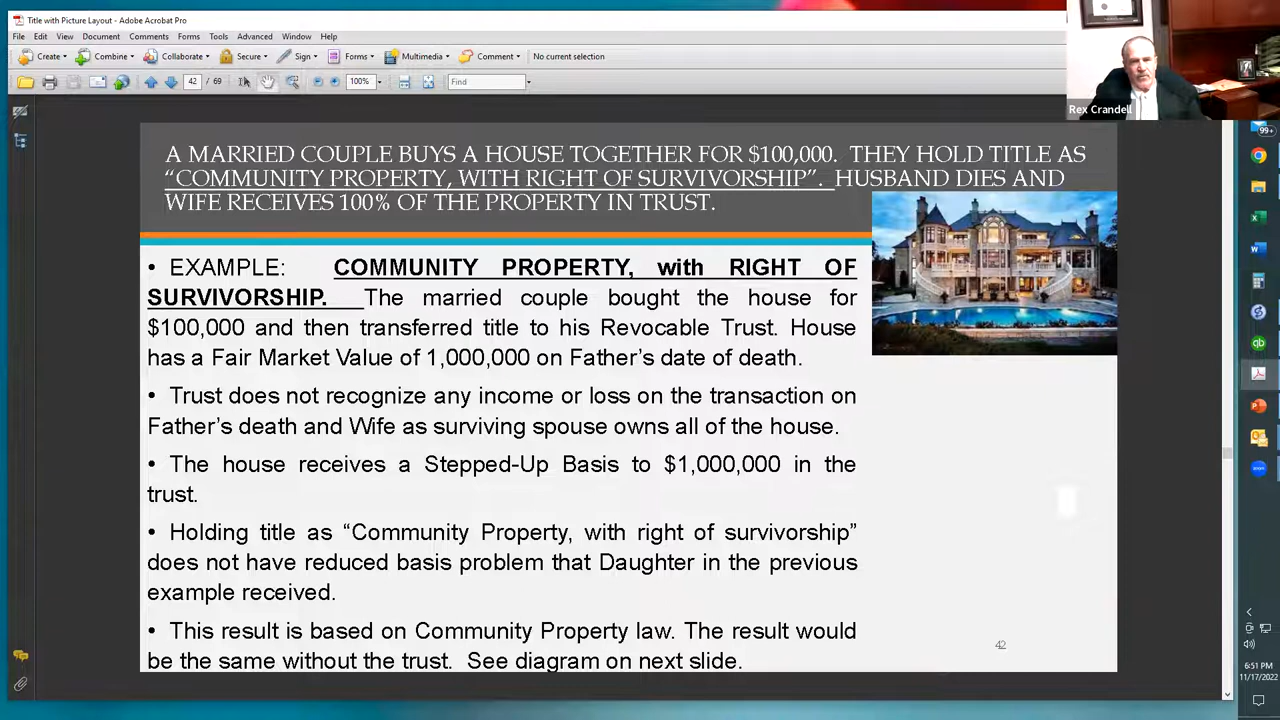 Title with Picture Layout - Adobe Acrobat Pro
File Edit View Document Comments Forms Tools Advanced Window Help
Create Combine Collaborate Secure Sign Forms Multimedia Comment No current selection
42 / 69 100% Find
Rex Crandell
99+
A MARRIED COUPLE BUYS A HOUSE TOGETHER FOR $100,000. THEY HOLD TITLE AS
“COMMUNITY PROPERTY, WITH RIGHT OF SURVIVORSHIP”. HUSBAND DIES AND
WIFE RECEIVES 100% OF THE PROPERTY IN TRUST.
• EXAMPLE: COMMUNITY PROPERTY, with RIGHT OF
SURVIVORSHIP. The married couple bought the house for
$100,000 and then transferred title to his Revocable Trust. House
has a Fair Market Value of 1,000,000 on Father’s date of death.
• Trust does not recognize any income or loss on the transaction on
Father’s death and Wife as surviving spouse owns all of the house.
• The house receives a Stepped-Up Basis to $1,000,000 in the
trust.
• Holding title as “Community Property, with right of survivorship”
does not have reduced basis problem that Daughter in the previous
example received.
• This result is based on Community Property law. The result would
be the same without the trust. See diagram on next slide.
42
6:51 PM
11/17/2022